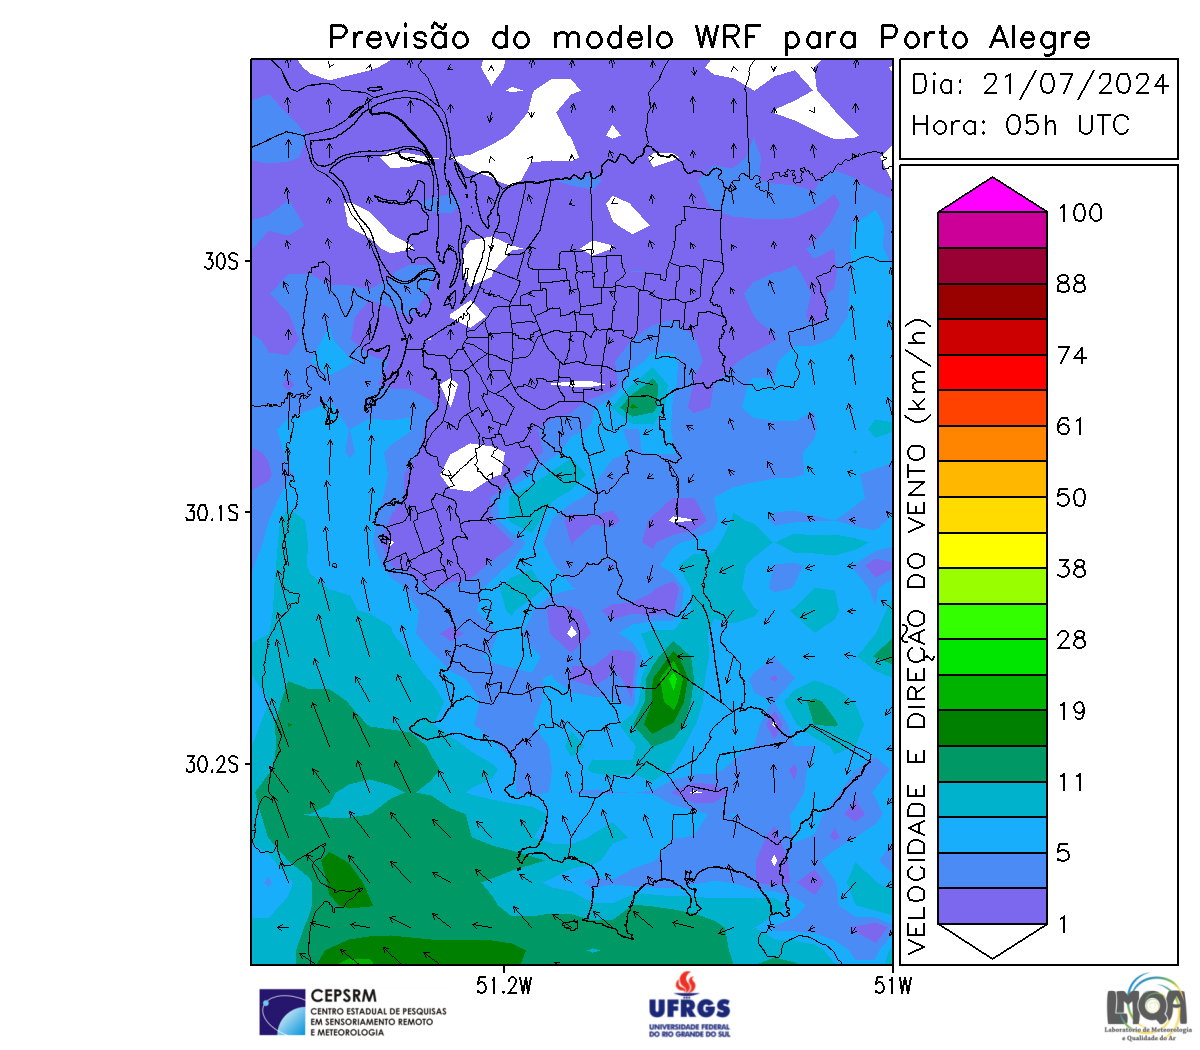 Previsão do modelo WRF para Porto Alegre
Dia: 21/07/2024
Hora: 05h UTC
30S
30.1S
30.2S
51.2W
51W
VELOCIDADE E DIREÇÃO DO VENTO (km/h)
100
88
74
61
50
38
28
19
11
5
1
CEPSRM
CENTRO ESTADUAL DE PESQUISAS
EM SENSORIAMENTO REMOTO
E METEOROLOGIA
UFRGS
UNIVERSIDADE FEDERAL
DO RIO GRANDE DO SUL
LMQA
Laboratório de Meteorologia
e Qualidade do Ar